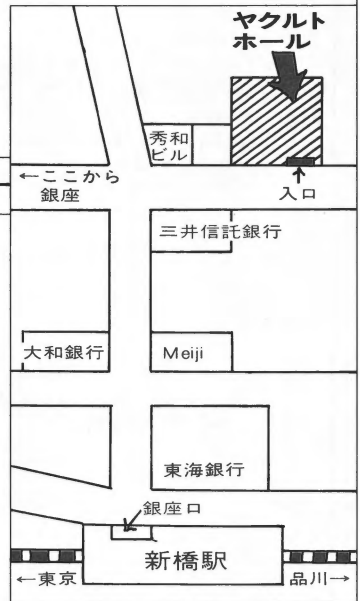 ヤクルト
ホール
秀和
ビル
←ここから
銀座
入口
三井信託銀行
大和銀行
Meiji
東海銀行
銀座口
新橋駅
←東京
品川→